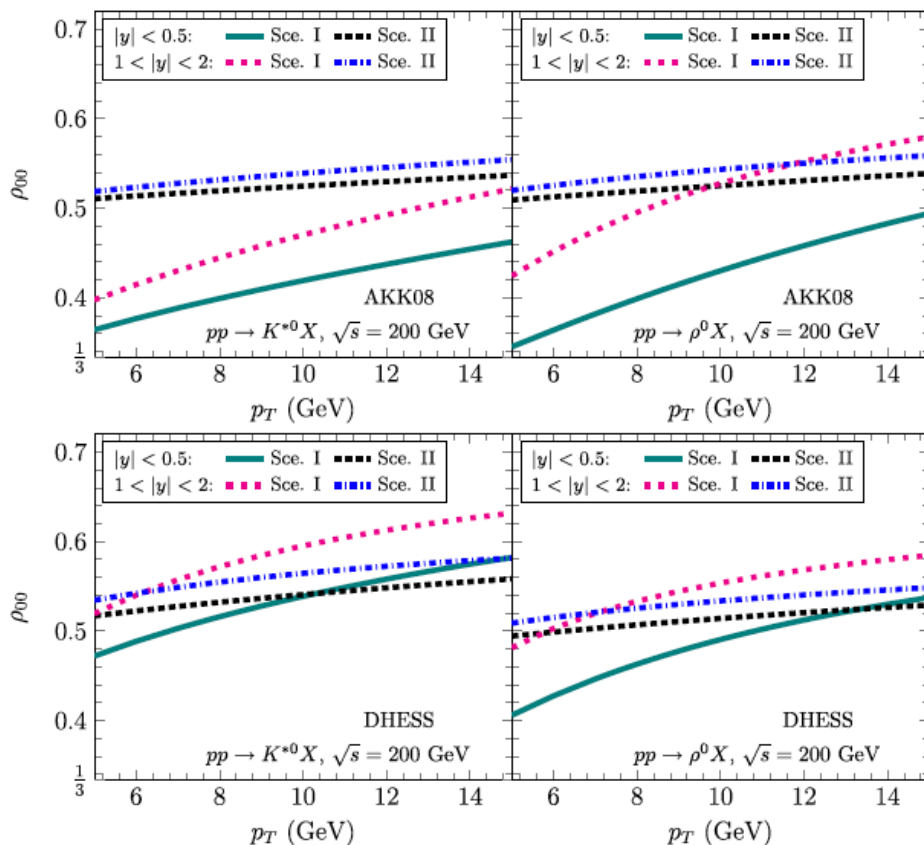 |y| < 0.5: Sce. I Sce. II
1 < |y| < 2: Sce. I Sce. II
|y| < 0.5: Sce. I Sce. II
1 < |y| < 2: Sce. I Sce. II
0.7
0.6
0.5
0.4
1/3
ρ₀₀
AKK08
pp → K*⁰X, √s = 200 GeV
AKK08
pp → ρ⁰X, √s = 200 GeV
6 8 10 12 14
6 8 10 12 14
p_T (GeV)
p_T (GeV)
|y| < 0.5: Sce. I Sce. II
1 < |y| < 2: Sce. I Sce. II
|y| < 0.5: Sce. I Sce. II
1 < |y| < 2: Sce. I Sce. II
0.7
0.6
0.5
0.4
1/3
ρ₀₀
DHESS
pp → K*⁰X, √s = 200 GeV
DHESS
pp → ρ⁰X, √s = 200 GeV
6 8 10 12 14
6 8 10 12 14
p_T (GeV)
p_T (GeV)